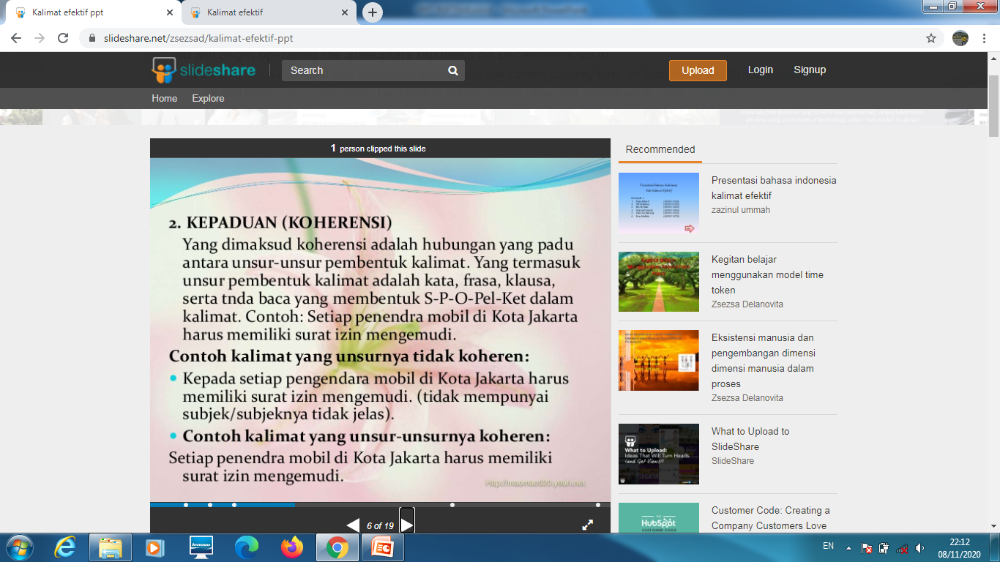 Kalimat efektif ppt
Kalimat efektif
slideshare.net/zsezsad/kalimat-efektif-ppt
slideshare
Search
Upload
Login
Signup
Home
Explore
1 person clipped this slide
2. KEPADUAN (KOHERENSI)
Yang dimaksud koherensi adalah hubungan yang padu
antara unsur-unsur pembentuk kalimat. Yang termasuk
unsur pembentuk kalimat adalah kata, frasa, klausa,
serta tnda baca yang membentuk S-P-O-Pel-Ket dalam
kalimat. Contoh: Setiap penendra mobil di Kota Jakarta
harus memiliki surat izin mengemudi.
Contoh kalimat yang unsurnya tidak koheren:
• Kepada setiap pengendara mobil di Kota Jakarta harus
memiliki surat izin mengemudi. (tidak mempunyai
subjek/subjeknya tidak jelas).
• Contoh kalimat yang unsur-unsurnya koheren:
Setiap penendra mobil di Kota Jakarta harus memiliki
surat izin mengemudi.
Http://maomao520.yeah.net
6 of 19
Recommended
Presentasi bahasa indonesia
kalimat efektif
zazinul ummah
Kegitan belajar
menggunakan model time
token
Zsezsa Delanovita
Eksistensi manusia dan
pengembangan dimensi
dimensi manusia dalam
proses
Zsezsa Delanovita
What to Upload:
Ideas That Will Turn Heads
(and Get Views!)
What to Upload to
SlideShare
SlideShare
THE
HubSpot
CUSTOMER CODE
Customer Code: Creating a
Company Customers Love
lenovo
EN
22:12
08/11/2020